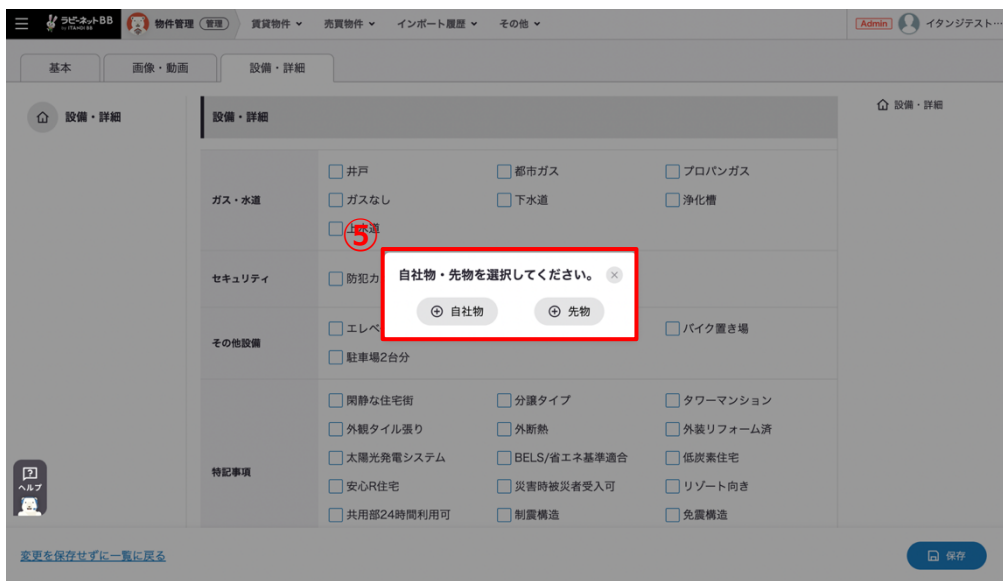 ラビーネットBB
by ITANDI BB
物件管理 管理 賃貸物件 売買物件 インポート履歴 その他 Admin イタンジテスト…
基本 画像・動画 設備・詳細
設備・詳細
設備・詳細
設備・詳細
ガス・水道
井戸 都市ガス プロパンガス
ガスなし 下水道 浄化槽
上水道
⑤
セキュリティ
防犯カ
自社物・先物を選択してください。
自社物 先物
その他設備
エレベ バイク置き場
駐車場2台分
特記事項
閑静な住宅街 分譲タイプ タワーマンション
外観タイル張り 外断熱 外装リフォーム済
太陽光発電システム BELS/省エネ基準適合 低炭素住宅
安心R住宅 災害時被災者受入可 リゾート向き
共用部24時間利用可 制震構造 免震構造
ヘルプ
変更を保存せずに一覧に戻る
保存